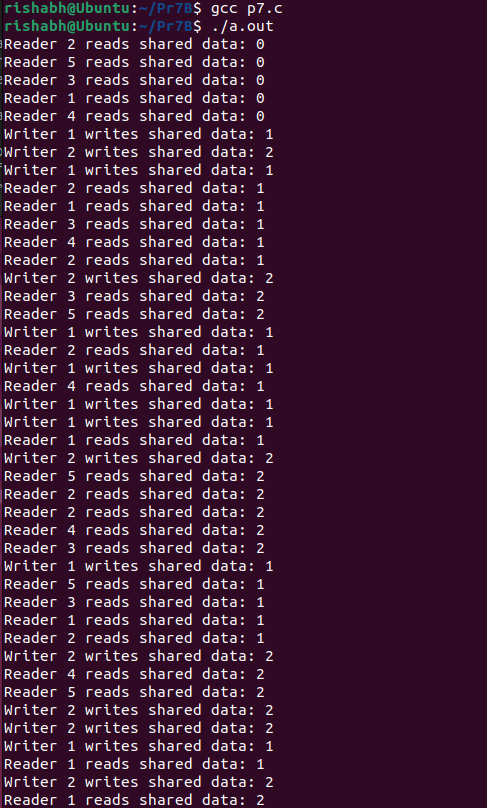 rishabh@Ubuntu:~/Pr7B$ gcc p7.c
rishabh@Ubuntu:~/Pr7B$ ./a.out
Reader 2 reads shared data: 0
Reader 5 reads shared data: 0
Reader 3 reads shared data: 0
Reader 1 reads shared data: 0
Reader 4 reads shared data: 0
Writer 1 writes shared data: 1
Writer 2 writes shared data: 2
Writer 1 writes shared data: 1
Reader 2 reads shared data: 1
Reader 1 reads shared data: 1
Reader 3 reads shared data: 1
Reader 4 reads shared data: 1
Reader 2 reads shared data: 1
Writer 2 writes shared data: 2
Reader 3 reads shared data: 2
Reader 5 reads shared data: 2
Writer 1 writes shared data: 1
Reader 2 reads shared data: 1
Writer 1 writes shared data: 1
Reader 4 reads shared data: 1
Writer 1 writes shared data: 1
Writer 1 writes shared data: 1
Reader 1 reads shared data: 1
Writer 2 writes shared data: 2
Reader 5 reads shared data: 2
Reader 2 reads shared data: 2
Reader 2 reads shared data: 2
Reader 4 reads shared data: 2
Reader 3 reads shared data: 2
Writer 1 writes shared data: 1
Reader 5 reads shared data: 1
Reader 3 reads shared data: 1
Reader 1 reads shared data: 1
Reader 2 reads shared data: 1
Writer 2 writes shared data: 2
Reader 4 reads shared data: 2
Reader 5 reads shared data: 2
Writer 2 writes shared data: 2
Writer 2 writes shared data: 2
Writer 1 writes shared data: 1
Reader 1 reads shared data: 1
Writer 2 writes shared data: 2
Reader 1 reads shared data: 2